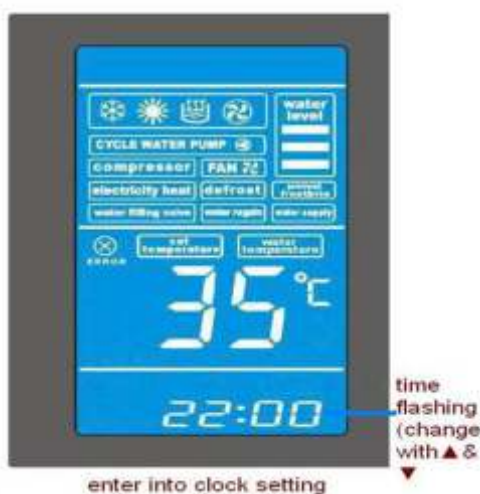 water
level
CYCLE WATER PUMP
compressor FAN
electricity heat defrost
water filling valve water supply
set
temperature
water
temperature
ERROR
35°C
22:00
time
flashing
(change
with ▲ &
▼
enter into clock setting